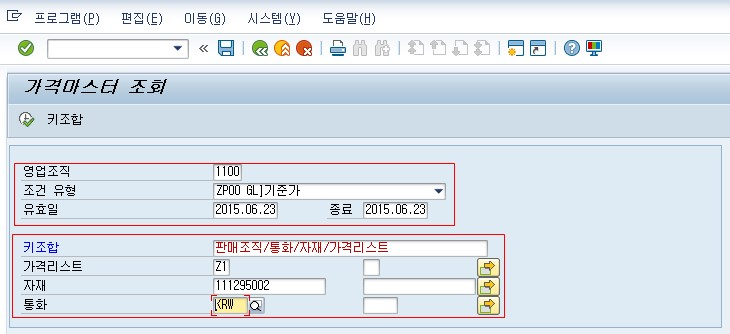 프로그램(P) 편집(E) 이동(G) 시스템(Y) 도움말(H)
가격마스터 조회
키조합
영업조직 1100
조건 유형 ZP00 GL]기준가
유효일 2015.06.23 종료 2015.06.23
키조합 판매조직/통화/자재/가격리스트
가격리스트 Z1
자재 111295002
통화 KRW